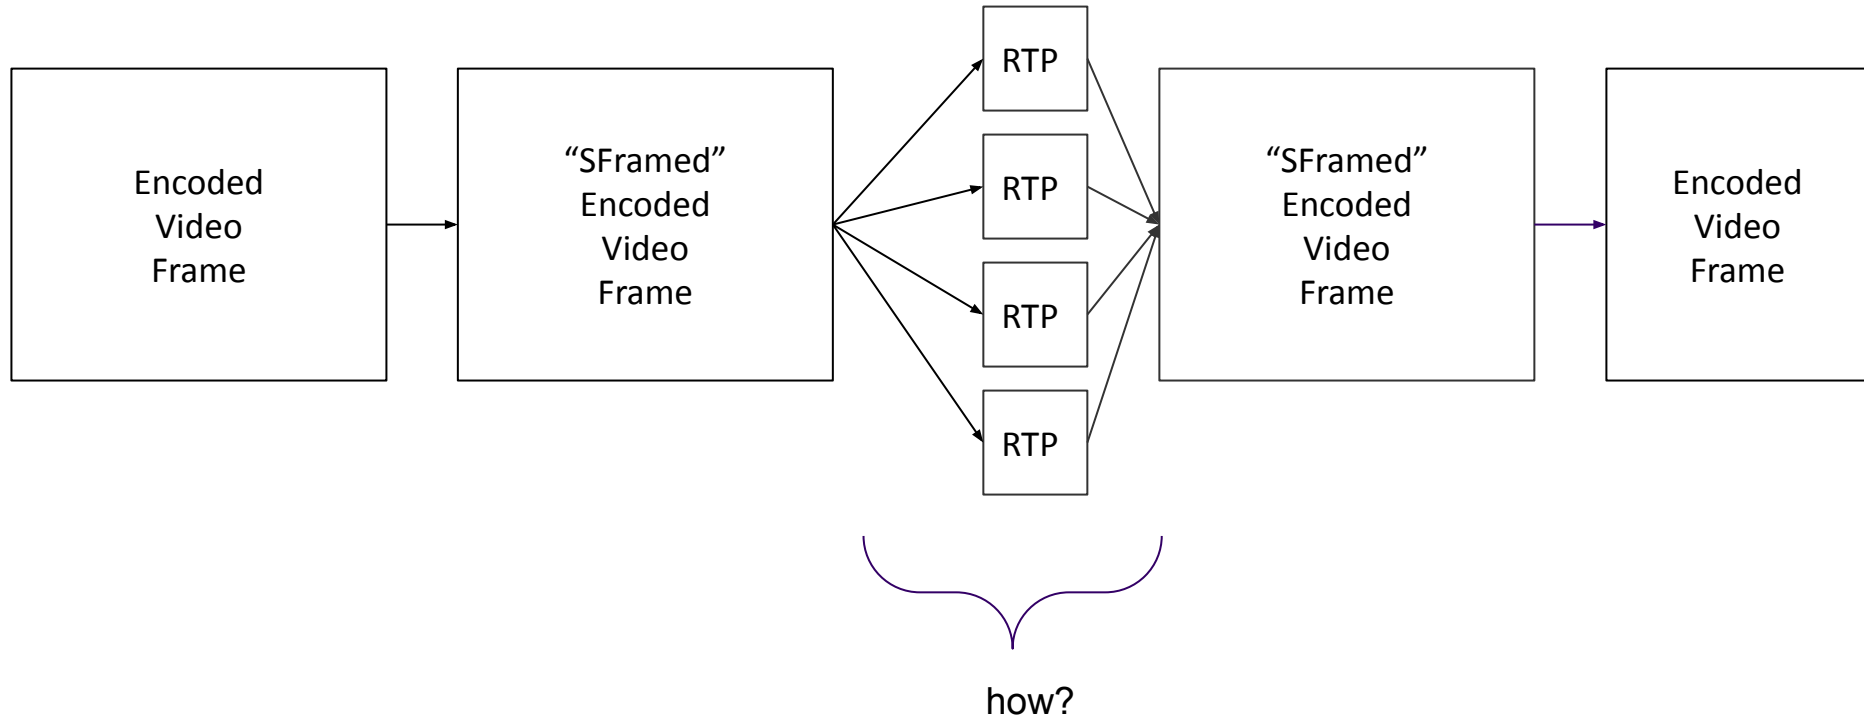 Encoded
Video
Frame
“SFramed”
Encoded
Video
Frame
RTP
RTP
RTP
RTP
“SFramed”
Encoded
Video
Frame
Encoded
Video
Frame
how?